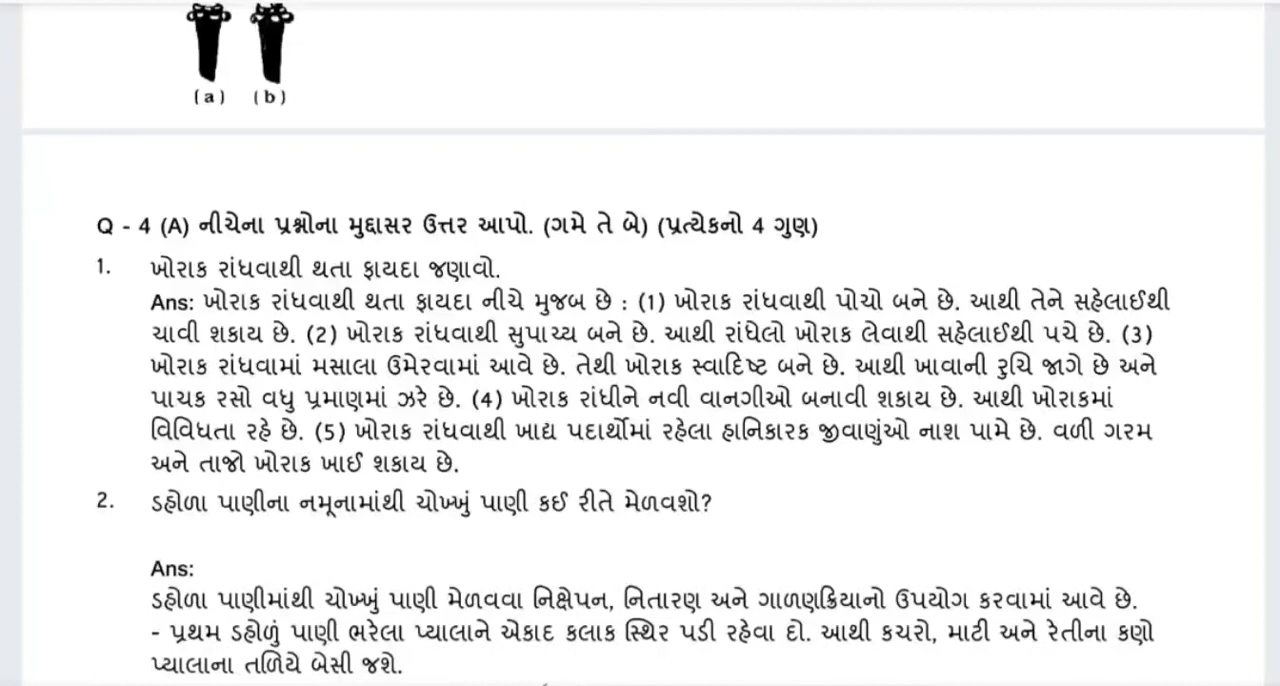 (a) (b)
Q - 4 (A) નીચેના પ્રશ્નોના મુદ્દાસર ઉત્તર આપો. (ગમે તે બે) (પ્રત્યેકનો 4 ગુણ)
1. ખોરાક રાંધવાથી થતા ફાયદા જણાવો.
Ans: ખોરાક રાંધવાથી થતા ફાયદા નીચે મુજબ છે : (1) ખોરાક રાંધવાથી પોચો બને છે. આથી તેને સહેલાઈથી
ચાવી શકાય છે. (2) ખોરાક રાંધવાથી સુપાચ્ય બને છે. આથી રાંધેલો ખોરાક લેવાથી સહેલાઈથી પચે છે. (3)
ખોરાક રાંધવામાં મસાલા ઉમેરવામાં આવે છે. તેથી ખોરાક સ્વાદિષ્ટ બને છે. આથી ખાવાની રુચિ જાગે છે અને
પાચક રસો વધુ પ્રમાણમાં ઝરે છે. (4) ખોરાક રાંધીને નવી વાનગીઓ બનાવી શકાય છે. આથી ખોરાકમાં
વિવિધતા રહે છે. (5) ખોરાક રાંધવાથી ખાદ્ય પદાર્થોમાં રહેલા હાનિકારક જીવાણુંઓ નાશ પામે છે. વળી ગરમ
અને તાજો ખોરાક ખાઈ શકાય છે.
2. ડહોળા પાણીના નમૂનામાંથી ચોખ્ખું પાણી કઈ રીતે મેળવશો?
Ans:
ડહોળા પાણીમાંથી ચોખ્ખું પાણી મેળવવા નિક્ષેપન, નિતારણ અને ગાળણક્રિયાનો ઉપયોગ કરવામાં આવે છે.
- પ્રથમ ડહોળું પાણી ભરેલા પ્યાલાને એકાદ કલાક સ્થિર પડી રહેવા દો. આથી કચરો, માટી અને રેતીના કણો
પ્યાલાના તળિયે બેસી જશે.